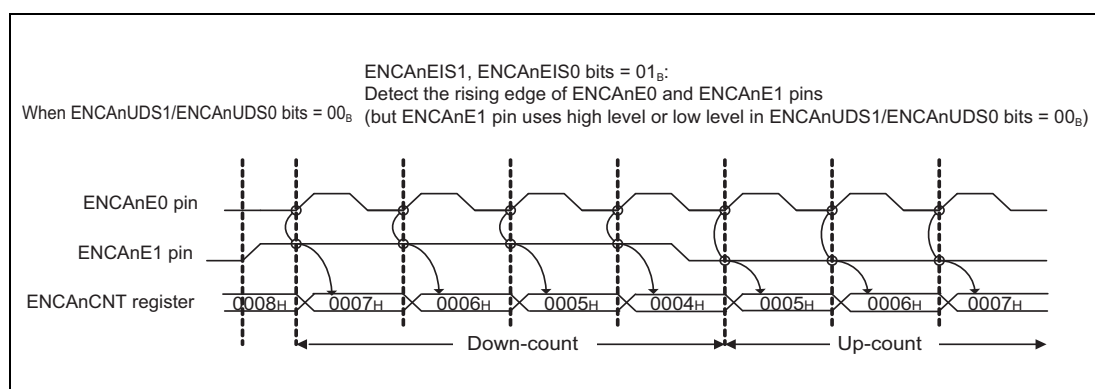 ENCAnEIS1, ENCAnEIS0 bits = 01B:
Detect the rising edge of ENCAnE0 and ENCAnE1 pins
When ENCAnUDS1/ENCAnUDS0 bits = 00B
(but ENCAnE1 pin uses high level or low level in ENCAnUDS1/ENCAnUDS0 bits = 00B)
ENCAnE0 pin
ENCAnE1 pin
ENCAnCNT register 0008H 0007H 0006H 0005H 0004H 0005H 0006H 0007H
Down-count Up-count